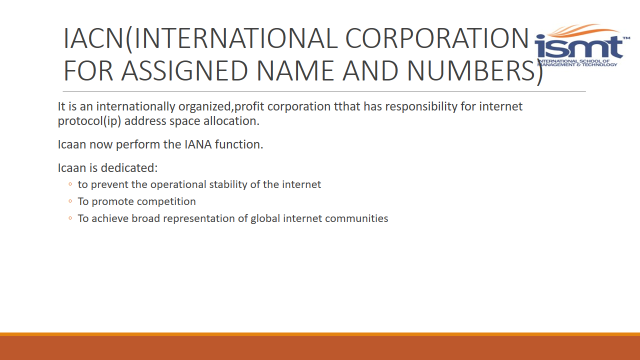 IACN(INTERNATIONAL CORPORATION
FOR ASSIGNED NAME AND NUMBERS)
ismt™
INTERNATIONAL SCHOOL OF
MANAGEMENT & TECHNOLOGY
It is an internationally organized,profit corporation tthat has responsibility for internet
protocol(ip) address space allocation.
Icaan now perform the IANA function.
Icaan is dedicated:
◦ to prevent the operational stability of the internet
◦ To promote competition
◦ To achieve broad representation of global internet communities